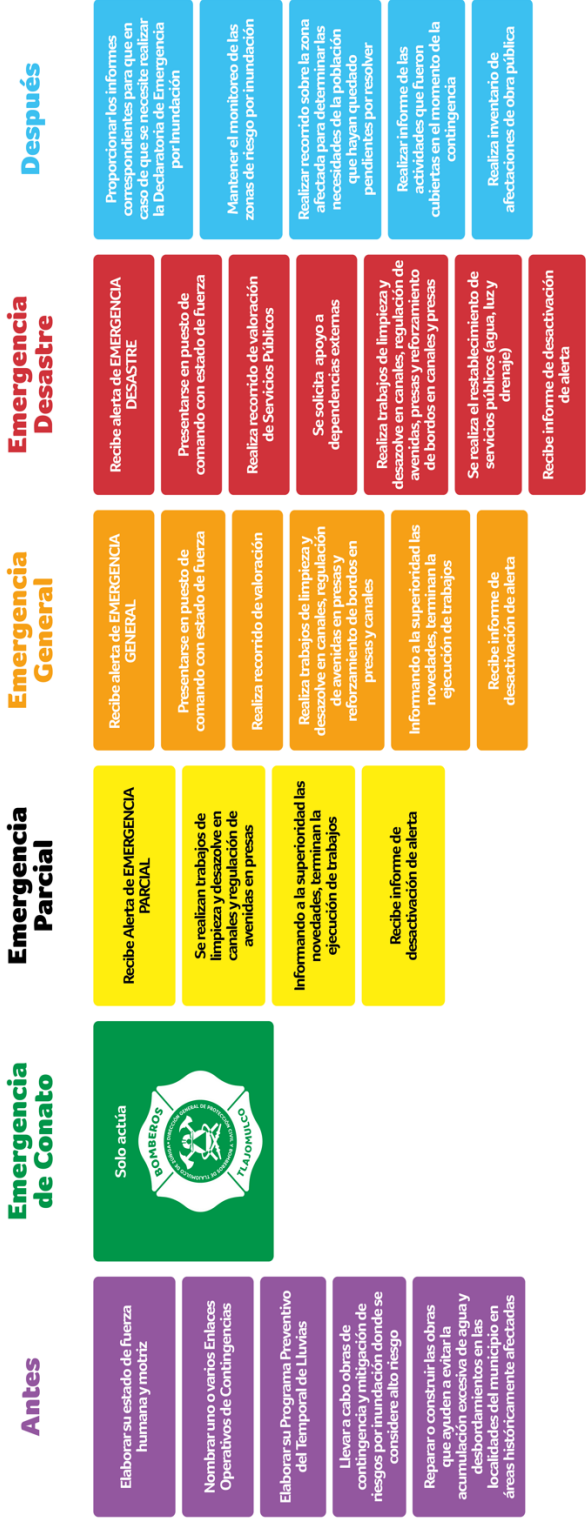 Antes
Elaborar su estado de fuerza
humana y motriz
Nombrar uno o varios Enlaces
Operativos de Contingencias
Elaborar su Programa Preventivo
del Temporal de Lluvias
Llevar a cabo obras de
contingencia y mitigación de
riesgos por inundación donde se
considere alto riesgo
Reparar o construir las obras
que ayuden a evitar la
acumulación excesiva de agua y
desbordamientos en las
localidades del municipio en
áreas históricamente afectadas
Emergencia
de Conato
Solo actúa
BOMBEROS
DIRECCIÓN GENERAL DE PROTECCIÓN CIVIL Y BOMBEROS DE TLAJOMULCO DE ZÚÑIGA
TLAJOMULCO
Emergencia
Parcial
Recibe Alerta de EMERGENCIA
PARCIAL
Se realizan trabajos de
limpieza y desazolve en
canales y regulación de
avenidas en presas
Informando a la superioridad las
novedades, terminan la
ejecución de trabajos
Recibe informe de
desactivación de alerta
Emergencia
General
Recibe alerta de EMERGENCIA
GENERAL
Presentarse en puesto de
comando con estado de fuerza
Realiza recorrido de valoración
Realiza trabajos de limpieza y
desazolve en canales, regulación
de avenidas en presas y
reforzamiento de bordos en
presas y canales
Informando a la superioridad las
novedades, terminan la
ejecución de trabajos
Recibe informe de
desactivación de alerta
Emergencia
Desastre
Recibe alerta de EMERGENCIA
DESASTRE
Presentarse en puesto de
comando con estado de fuerza
Realiza recorrido de valoración
de Servicios Públicos
Se solicita apoyo a
dependencias externas
Realiza trabajos de limpieza y
desazolve en canales, regulación de
avenidas, presas y reforzamiento
de bordos en canales y presas
Se realiza el restablecimiento de
servicios públicos (agua, luz y
drenaje)
Recibe informe de desactivación
de alerta
Después
Proporcionar los informes
correspondientes para que en
caso de que se necesite realizar
la Declaratoria de Emergencia
por Inundación
Mantener el monitoreo de las
zonas de riesgo por inundación
Realizar recorrido sobre la zona
afectada para determinar las
necesidades de la población
que hayan quedado
pendientes por resolver
Realizar informe de las
actividades que fueron
cubiertas en el momento de la
contingencia
Realiza inventario de
afectaciones de obra pública